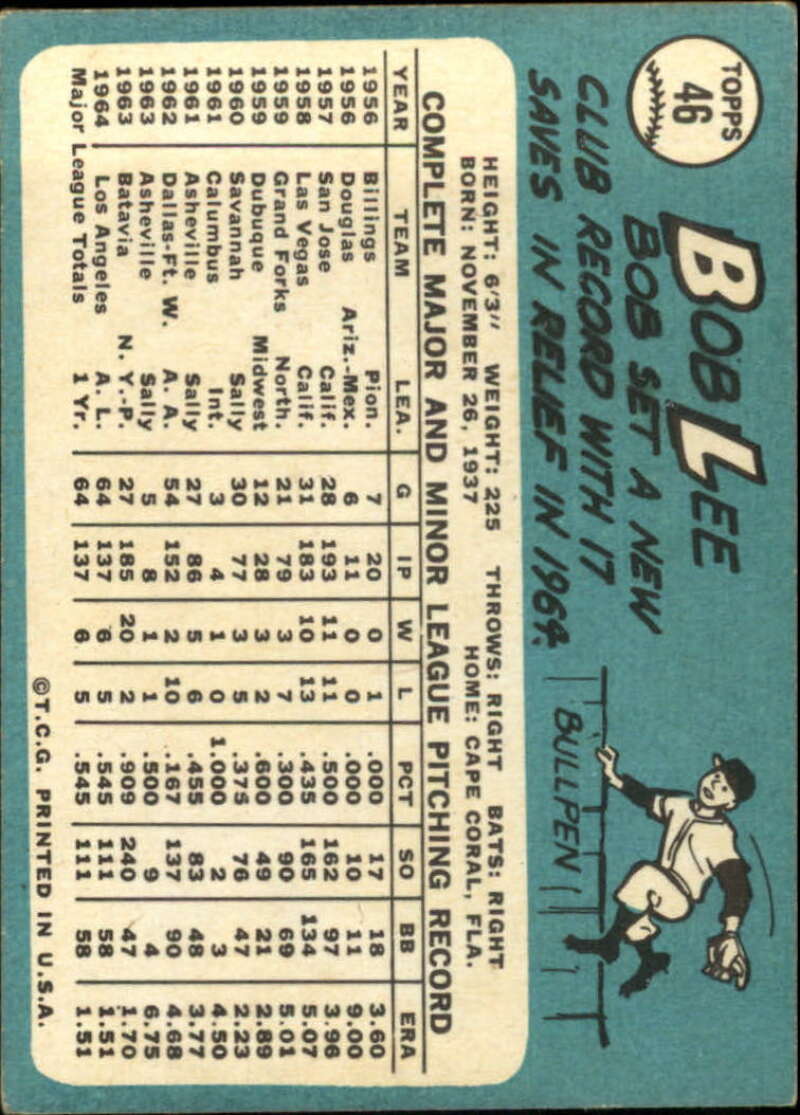 TOPPS
46
BOB LEE
BOB SET A NEW
CLUB RECORD WITH 17
SAVES IN RELIEF IN 1964.
BULLPEN
HEIGHT: 6'3" WEIGHT: 225 THROWS: RIGHT BATS: RIGHT
BORN: NOVEMBER 26, 1937 HOME: CAPE CORAL, FLA.
COMPLETE MAJOR AND MINOR LEAGUE PITCHING RECORD
YEAR TEAM LEA. G IP W L PCT SO BB ERA
1956 Billings Pion. 7 20 0 1 .000 17 18 3.60
1956 Douglas Ariz.-Mex. 6 11 0 0 .000 10 11 9.00
1957 San Jose Calif. 28 193 11 11 .500 162 97 3.96
1958 Las Vegas Calif. 31 183 10 13 .435 165 134 5.07
1959 Grand Forks North. 21 79 3 7 .300 90 69 5.01
1959 Dubuque Midwest 12 28 3 2 .600 49 21 2.89
1960 Savannah Sally 30 77 3 5 .375 76 47 2.23
1961 Calumbus Int. 3 4 1 0 1.000 2 3 4.50
1961 Asheville Sally 27 86 5 6 .455 83 48 3.77
1962 Dallas-Ft. W. A. A. 54 152 2 10 .167 137 90 4.68
1963 Asheville Sally 5 8 1 1 .500 9 4 6.75
1963 Batavia N. Y.-P. 27 185 20 2 .909 240 47 1.70
1964 Los Angeles A. L. 64 137 6 5 .545 111 58 1.51
Major League Totals 1 Yr. 64 137 6 5 .545 111 58 1.51
©T.C.G. PRINTED IN U.S.A.